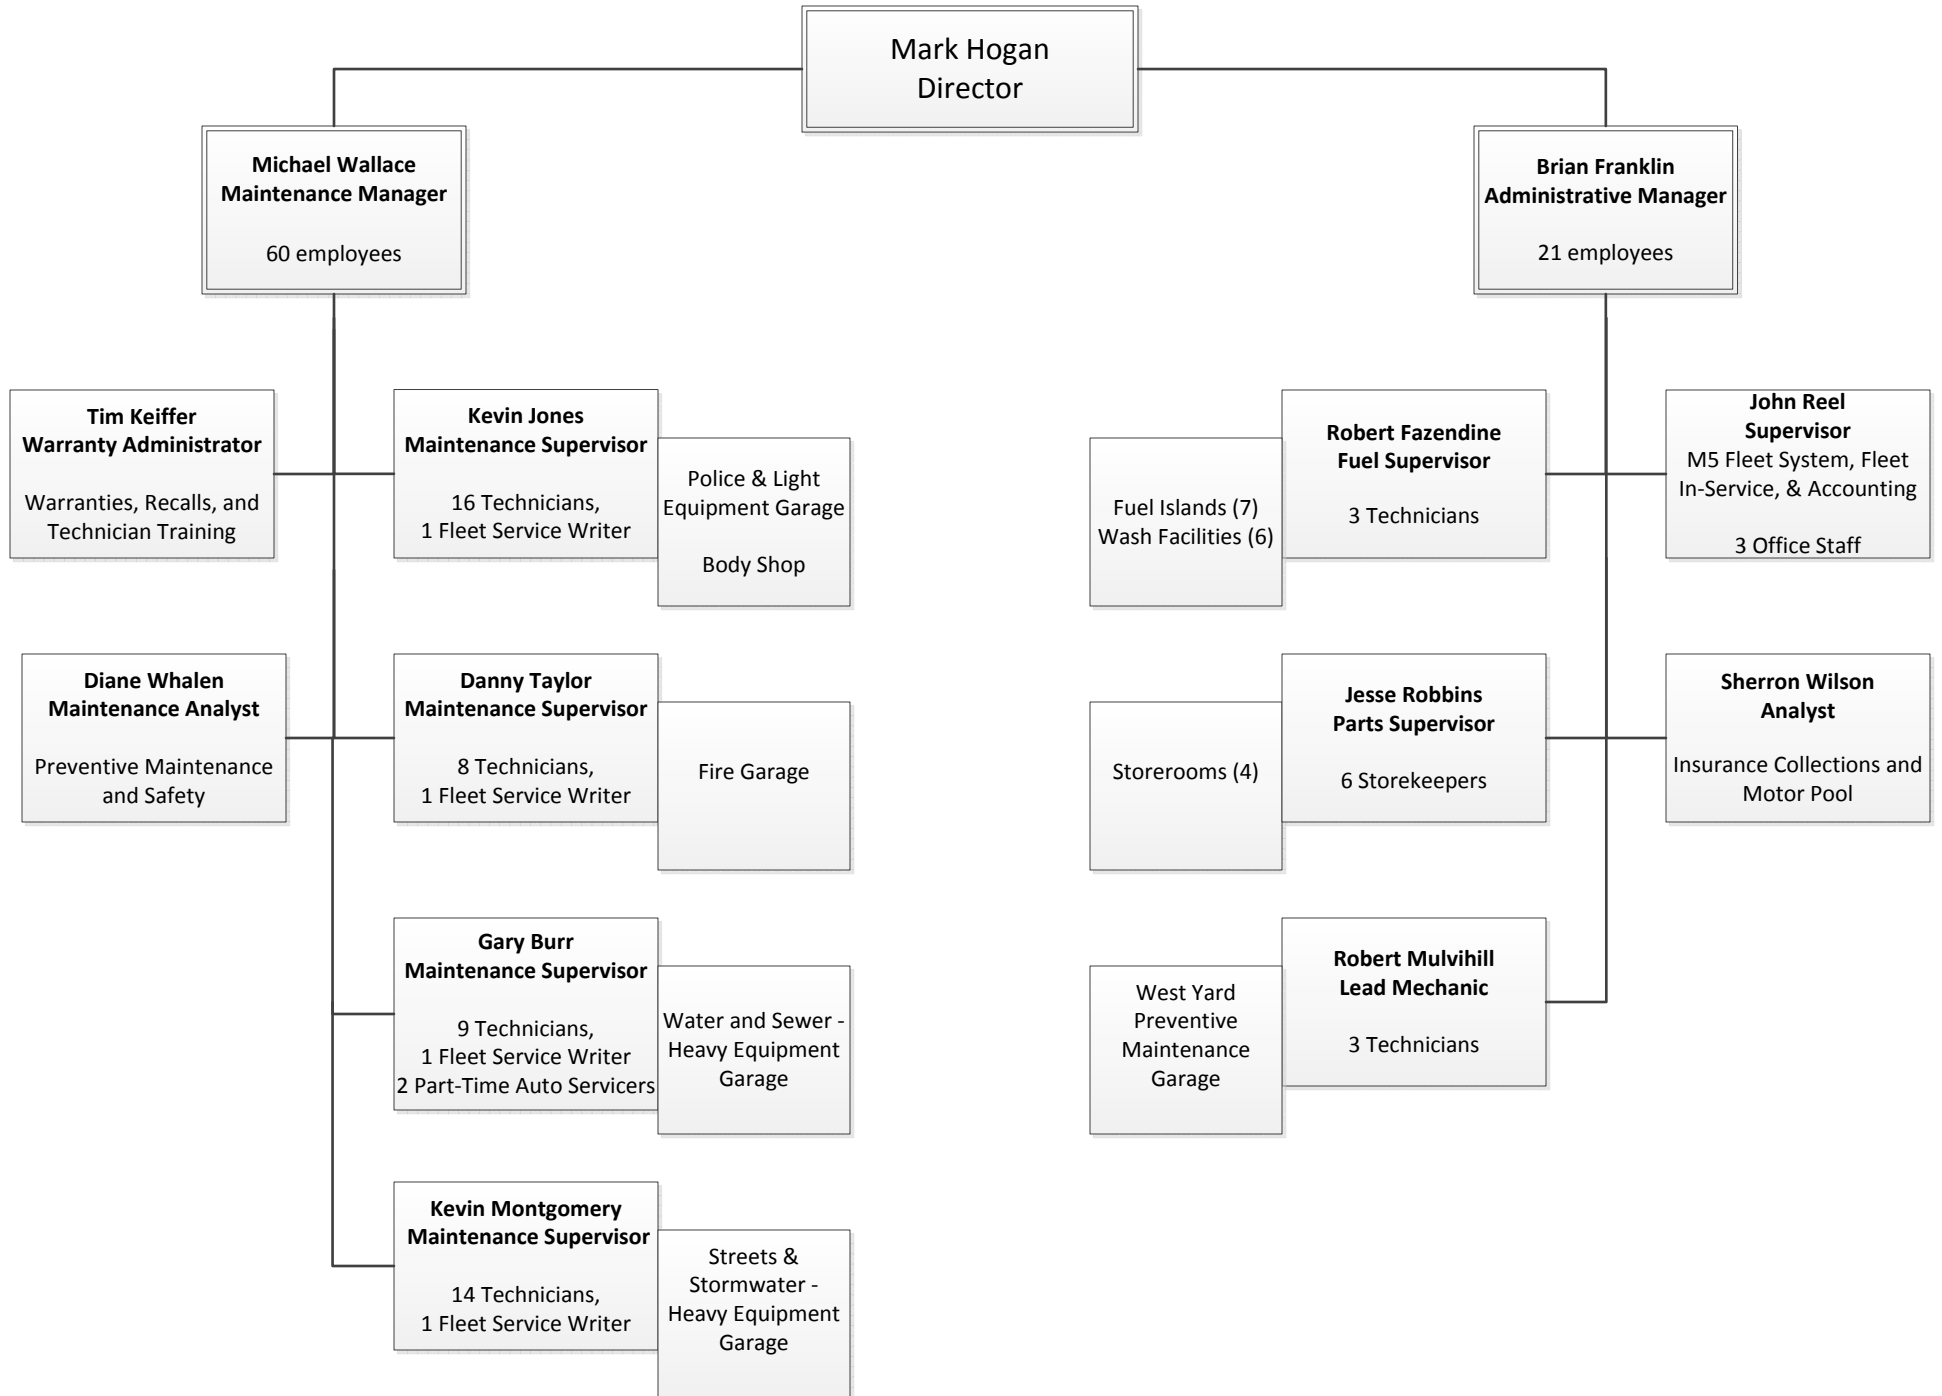 Mark Hogan
Director
Michael Wallace
Maintenance Manager
60 employees
Brian Franklin
Administrative Manager
21 employees
Tim Keiffer
Warranty Administrator
Warranties, Recalls, and
Technician Training
Kevin Jones
Maintenance Supervisor
16 Technicians,
1 Fleet Service Writer
Police & Light
Equipment Garage
Body Shop
Fuel Islands (7)
Wash Facilities (6)
Robert Fazendine
Fuel Supervisor
3 Technicians
John Reel
Supervisor
M5 Fleet System, Fleet
In-Service, & Accounting
3 Office Staff
Diane Whalen
Maintenance Analyst
Preventive Maintenance
and Safety
Danny Taylor
Maintenance Supervisor
8 Technicians,
1 Fleet Service Writer
Fire Garage
Storerooms (4)
Jesse Robbins
Parts Supervisor
6 Storekeepers
Sherron Wilson
Analyst
Insurance Collections and
Motor Pool
Gary Burr
Maintenance Supervisor
9 Technicians,
1 Fleet Service Writer
2 Part-Time Auto Servicers
Water and Sewer -
Heavy Equipment
Garage
West Yard
Preventive
Maintenance
Garage
Robert Mulvihill
Lead Mechanic
3 Technicians
Kevin Montgomery
Maintenance Supervisor
14 Technicians,
1 Fleet Service Writer
Streets &
Stormwater -
Heavy Equipment
Garage